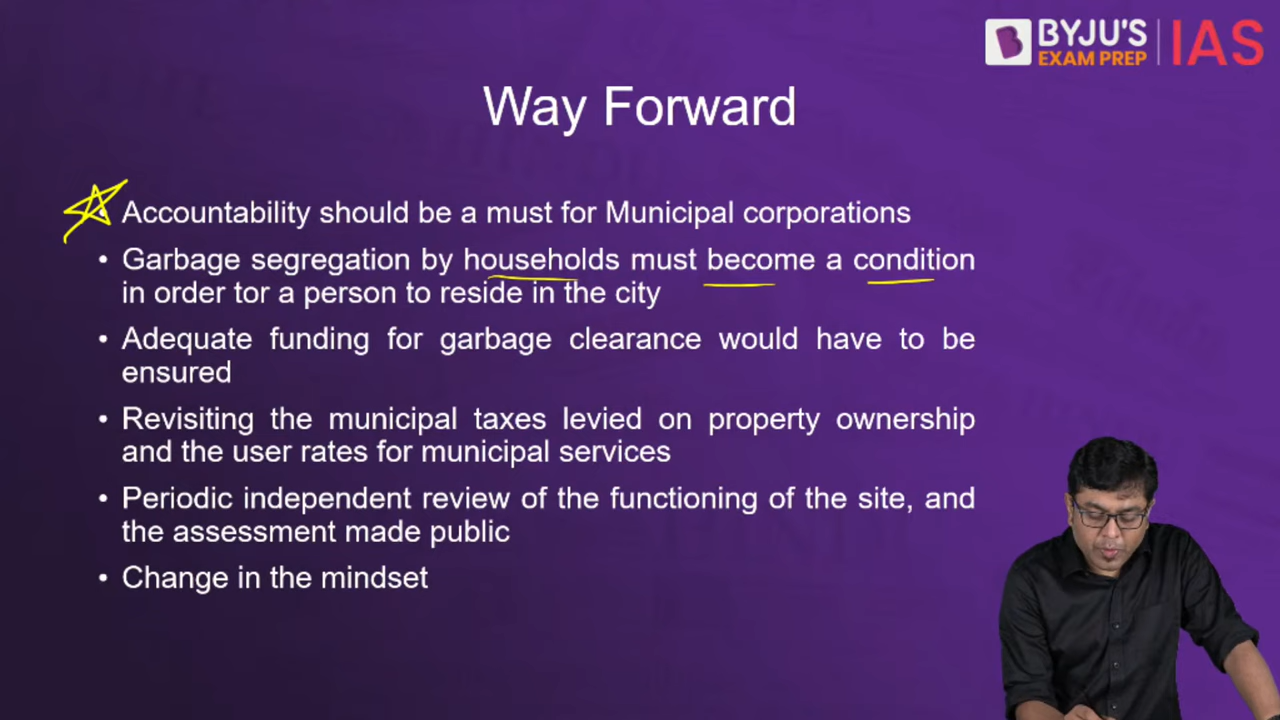 BYJU'S
EXAM PREP
IAS
Way Forward
Accountability should be a must for Municipal corporations
• Garbage segregation by households must become a condition
in order tor a person to reside in the city
• Adequate funding for garbage clearance would have to be
ensured
• Revisiting the municipal taxes levied on property ownership
and the user rates for municipal services
• Periodic independent review of the functioning of the site, and
the assessment made public
• Change in the mindset